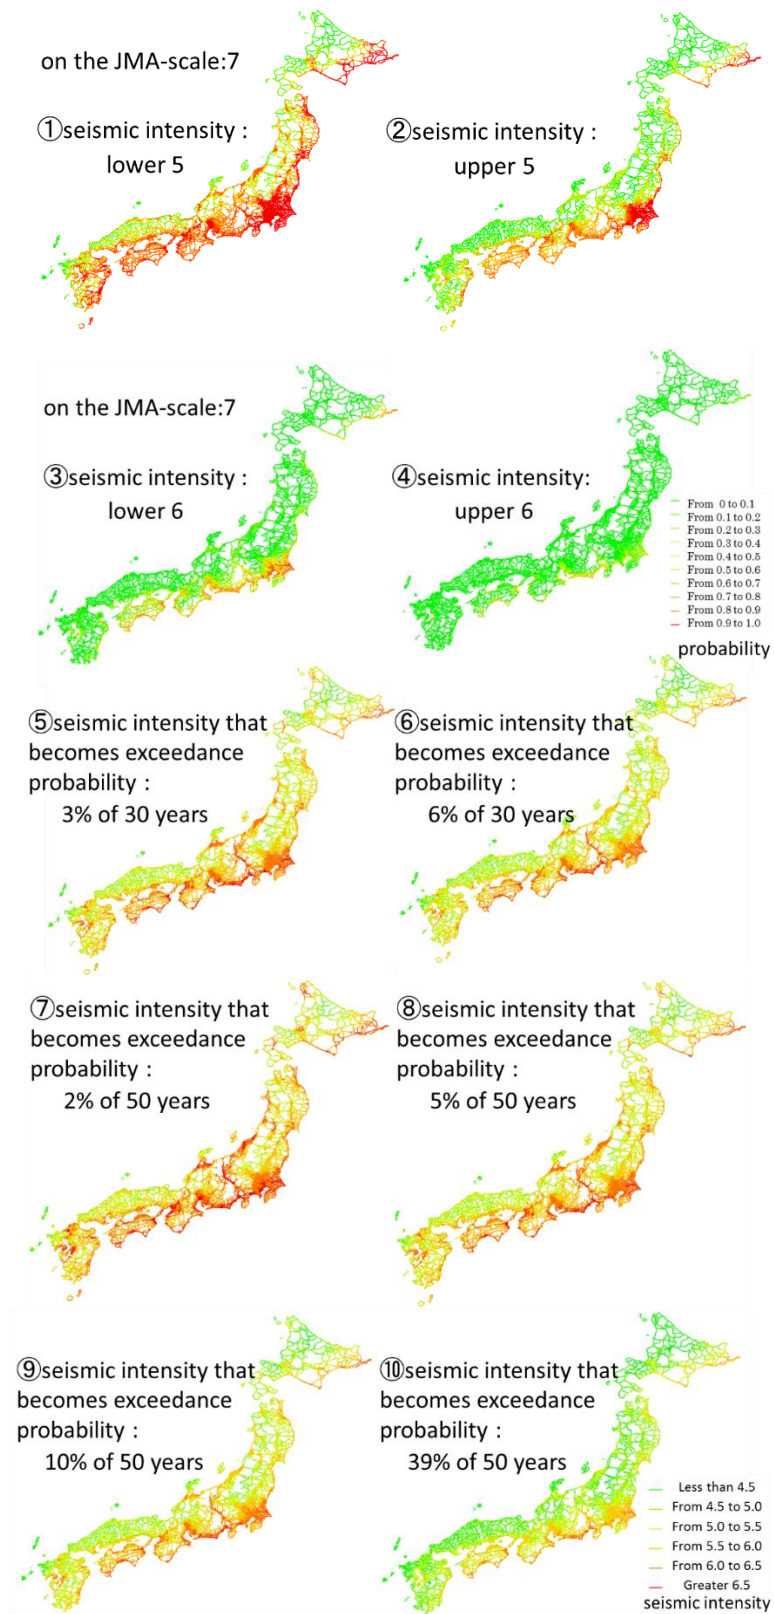 on the JMA-scale:7
①seismic intensity :
lower 5
②seismic intensity :
upper 5
on the JMA-scale:7
③seismic intensity :
lower 6
④seismic intensity:
upper 6
From 0 to 0.1
From 0.1 to 0.2
From 0.2 to 0.3
From 0.3 to 0.4
From 0.4 to 0.5
From 0.5 to 0.6
From 0.6 to 0.7
From 0.7 to 0.8
From 0.8 to 0.9
From 0.9 to 1.0
probability
⑤seismic intensity that
becomes exceedance
probability :
3% of 30 years
⑥seismic intensity that
becomes exceedance
probability :
6% of 30 years
⑦seismic intensity that
becomes exceedance
probability :
2% of 50 years
⑧seismic intensity that
becomes exceedance
probability :
5% of 50 years
⑨seismic intensity that
becomes exceedance
probability :
10% of 50 years
⑩seismic intensity that
becomes exceedance
probability :
39% of 50 years
Less than 4.5
From 4.5 to 5.0
From 5.0 to 5.5
From 5.5 to 6.0
From 6.0 to 6.5
Greater 6.5
seismic intensity